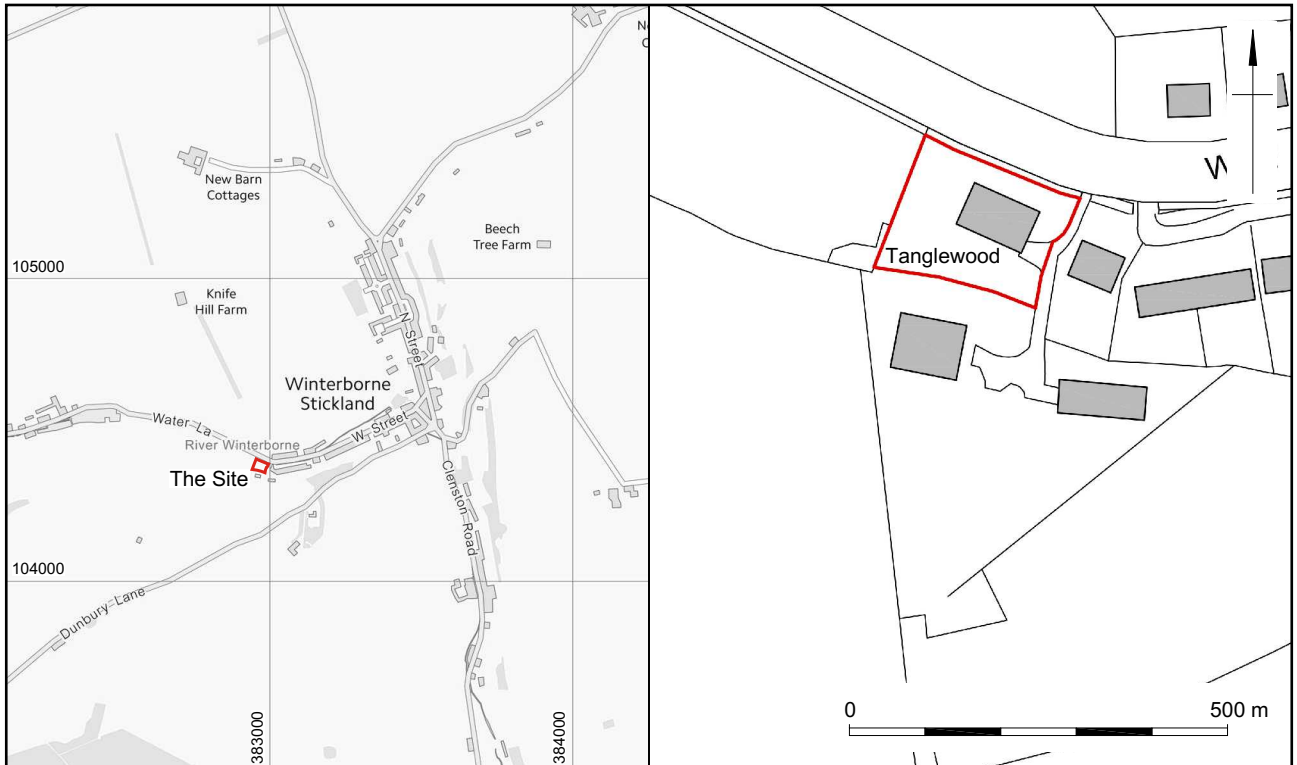 New Barn
Cottages
Beech
Tree Farm
105000
Knife
Hill Farm
N Street
Winterborne
Stickland
Water La
W Street
River Winterborne
The Site
Clenston Road
104000
Dunbury Lane
383000
384000
W
Tanglewood
0
500 m